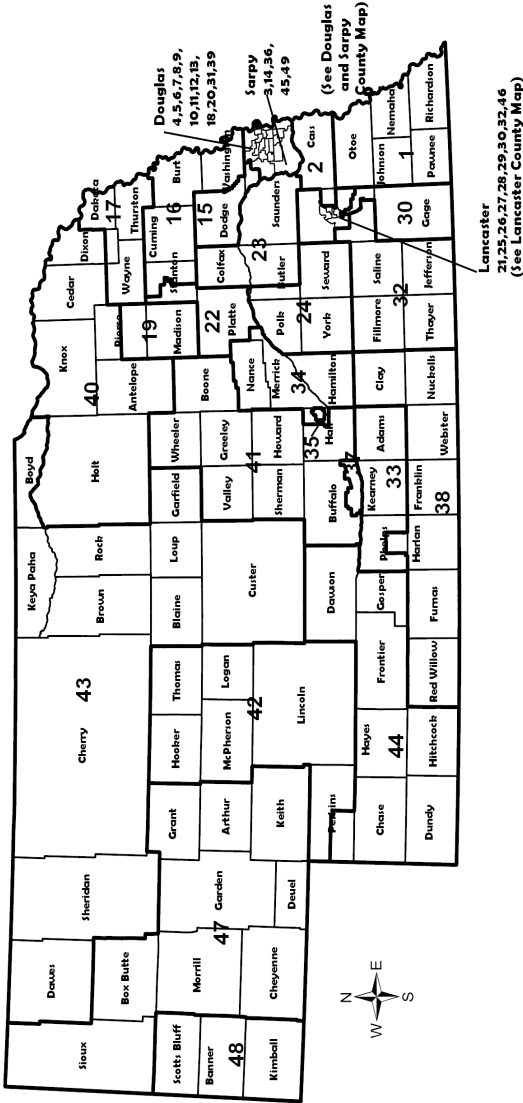 Douglas
4,5,6,7,8,9,
10,11,12,13,
18,20,31,39
Sarpy
3,14,36,
45,49
(See Douglas
and Sarpy
County Map)
Lancaster
21,25,26,27,28,29,30,32,46
(See Lancaster County Map)
Sioux
Dawes
Box Butte
Sheridan
Cherry
43
Keya Paha
Brown
Rock
Boyd
Holt
Knox
40
Cedar
Dixon
Dakota
17
Thurston
Wayne
Pierce
Antelope
Scotts Bluff
Banner
48
Kimball
Morrill
47
Garden
Cheyenne
Deuel
Grant
Hooker
Thomas
Blaine
Loup
Garfield
Wheeler
Boone
19
Madison
Stanton
Cuming
16
Burt
Arthur
McPherson
Logan
42
Custer
Valley
Greeley
41
Sherman
Howard
Nance
22
Platte
Colfax
15
Dodge
Washington
Keith
Lincoln
Merrick
34
Polk
24
Butler
23
Saunders
Perkins
Dawson
Buffalo
35
Hall
Hamilton
York
Seward
2
Cass
Otoe
Chase
Hayes
44
Frontier
Gosper
Phelps
37
Kearney
33
Adams
Clay
Fillmore
32
Saline
30
Gage
Johnson
Nemaha
1
Pawnee
Richardson
Dundy
Hitchcock
Red Willow
Furnas
Harlan
Franklin
38
Webster
Nuckolls
Thayer
Jefferson
N
W
E
S